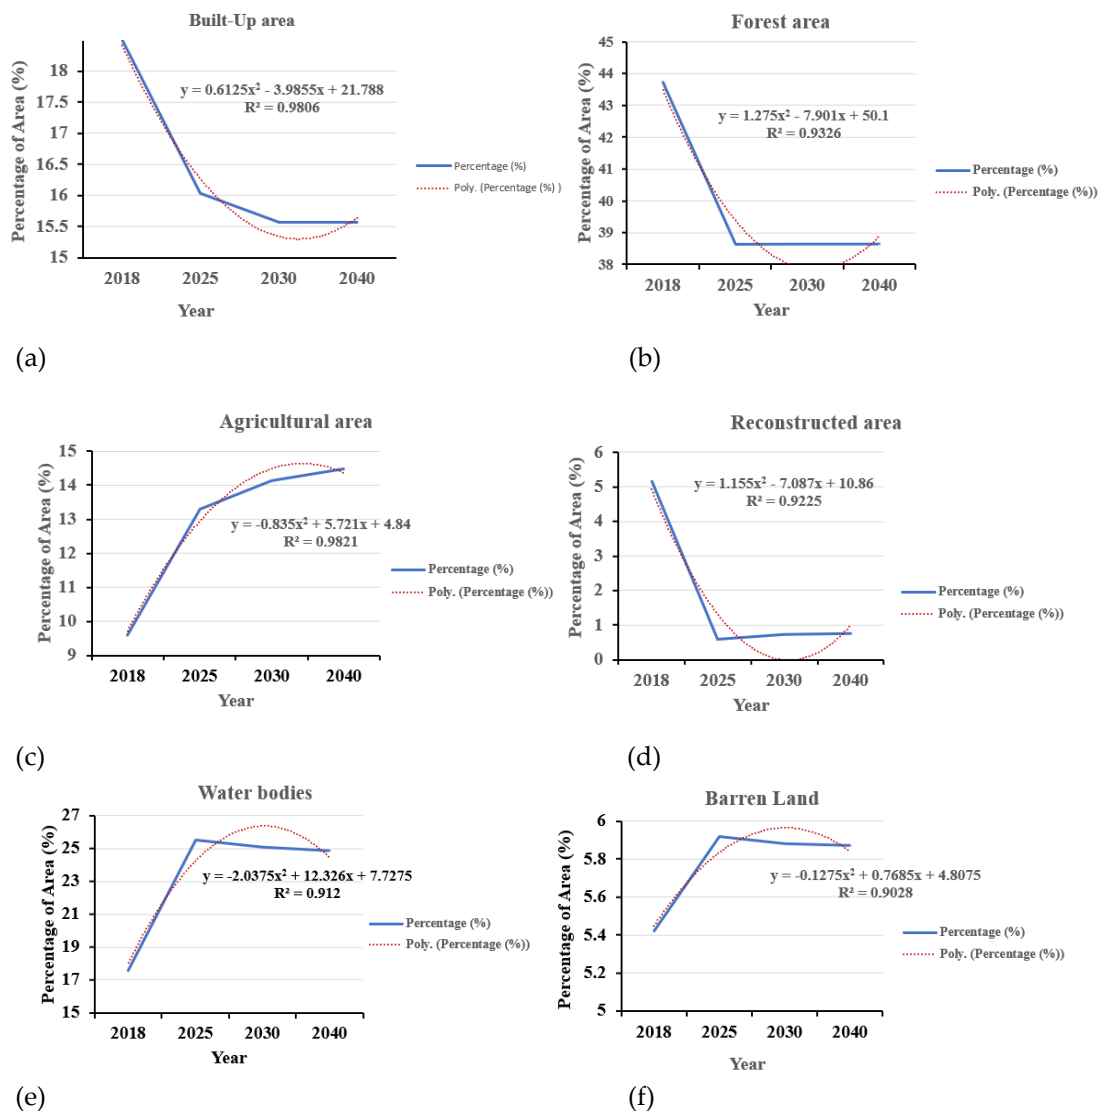 Built-Up area
Percentage of Area (%)
18
17.5
17
16.5
16
15.5
15
y = 0.6125x² - 3.9855x + 21.788
R² = 0.9806
Percentage (%)
Poly. (Percentage (%) )
2018 2025 2030 2040
Year
(a)
Forest area
Percentage of Area (%)
45
44
43
42
41
40
39
38
y = 1.275x² - 7.901x + 50.1
R² = 0.9326
Percentage (%)
Poly. (Percentage (%))
2018 2025 2030 2040
Year
(b)
Agricultural area
Percentage of Area (%)
15
14
13
12
11
10
9
y = -0.835x² + 5.721x + 4.84
R² = 0.9821
Percentage (%)
Poly. (Percentage (%))
2018 2025 2030 2040
Year
(c)
Reconstructed area
Percentage of Area (%)
6
5
4
3
2
1
0
y = 1.155x² - 7.087x + 10.86
R² = 0.9225
Percentage (%)
Poly. (Percentage (%))
2018 2025 2030 2040
Year
(d)
Water bodies
Percentage of Area (%)
27
25
23
21
19
17
15
y = -2.0375x² + 12.326x + 7.7275
R² = 0.912
Percentage (%)
Poly. (Percentage (%))
2018 2025 2030 2040
Year
(e)
Barren Land
Percentage of Area (%)
6
5.8
5.6
5.4
5.2
5
y = -0.1275x² + 0.7685x + 4.8075
R² = 0.9028
Percentage (%)
Poly. (Percentage (%))
2018 2025 2030 2040
Year
(f)